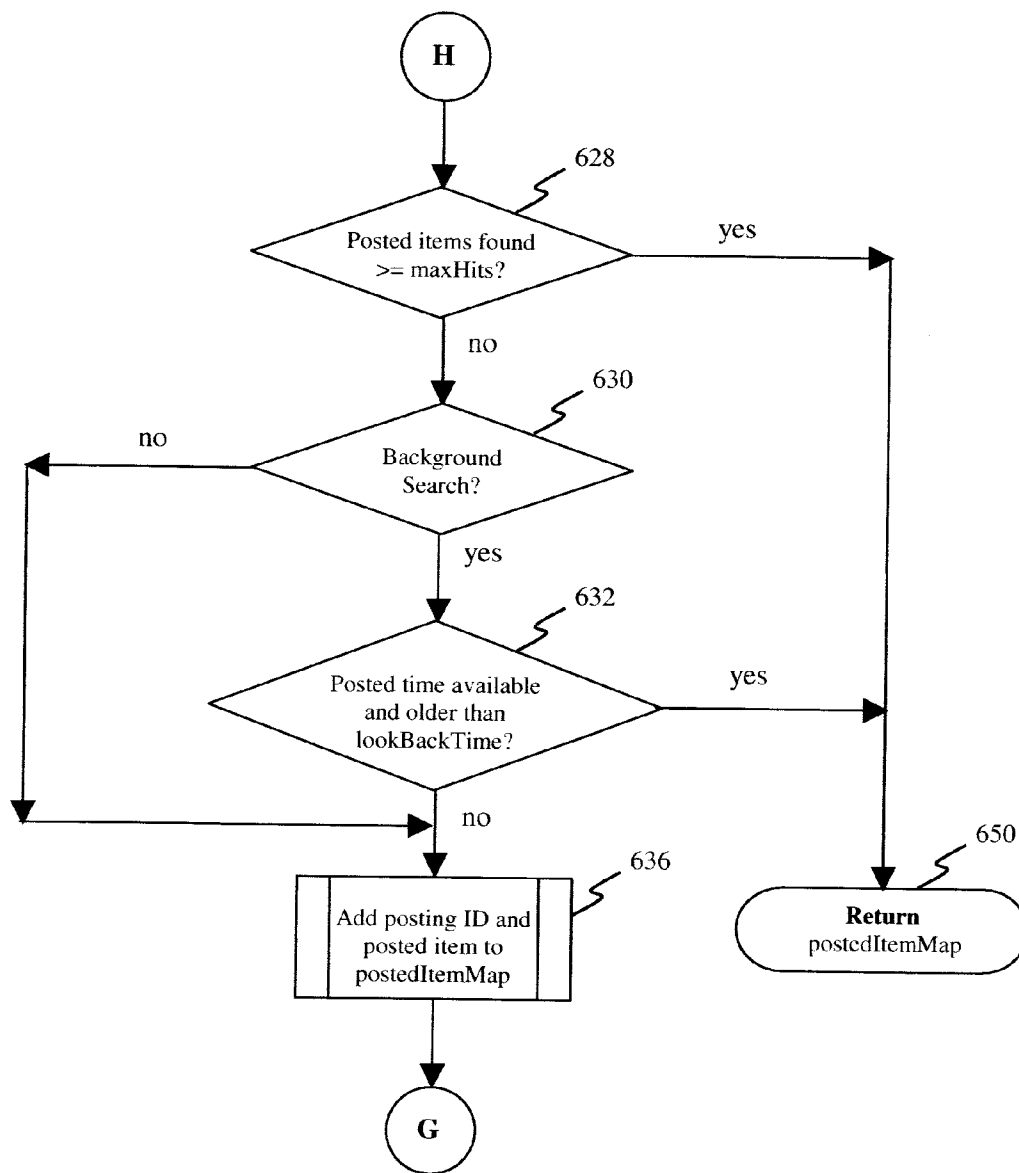 H
628
Posted items found
>= maxHits?
yes
no
630
no
Background
Search?
yes
632
Posted time available
and older than
lookBackTime?
yes
no
636
650
Add posting ID and
posted item to
postedItemMap
Return
postedItemMap
G